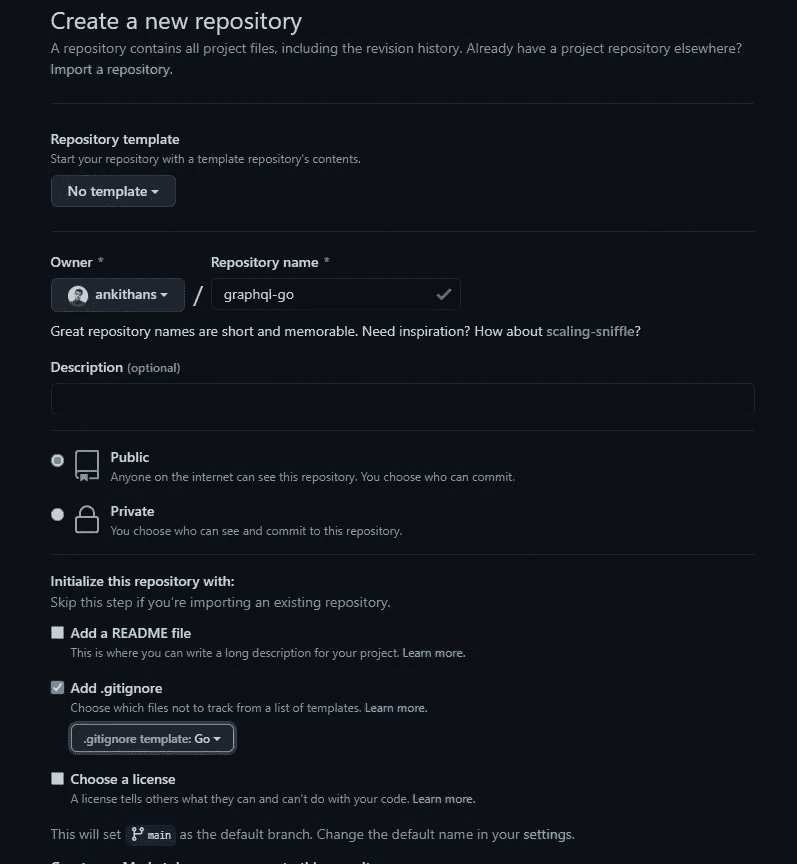 Create a new repository
A repository contains all project files, including the revision history. Already have a project repository elsewhere?
Import a repository.
Repository template
Start your repository with a template repository's contents.
No template
Owner * Repository name *
ankithans / graphql-go
Great repository names are short and memorable. Need inspiration? How about scaling-sniffle?
Description (optional)
Public
Anyone on the internet can see this repository. You choose who can commit.
Private
You choose who can see and commit to this repository.
Initialize this repository with:
Skip this step if you're importing an existing repository.
Add a README file
This is where you can write a long description for your project. Learn more.
Add .gitignore
Choose which files not to track from a list of templates. Learn more.
.gitignore template: Go
Choose a license
A license tells others what they can and can't do with your code. Learn more.
This will set main as the default branch. Change the default name in your settings.